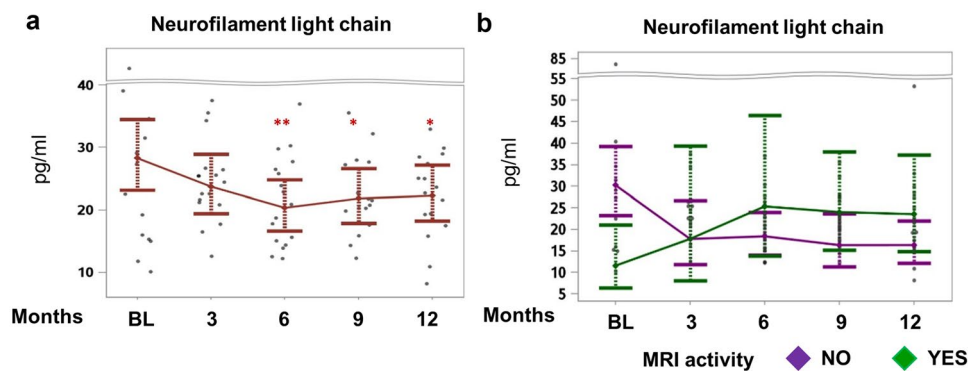 a
Neurofilament light chain
pg/ml
40
30
20
10
**
*
*
Months BL 3 6 9 12
b
Neurofilament light chain
pg/ml
85
55
50
45
40
35
30
25
20
15
10
5
Months BL 3 6 9 12
MRI activity NO YES